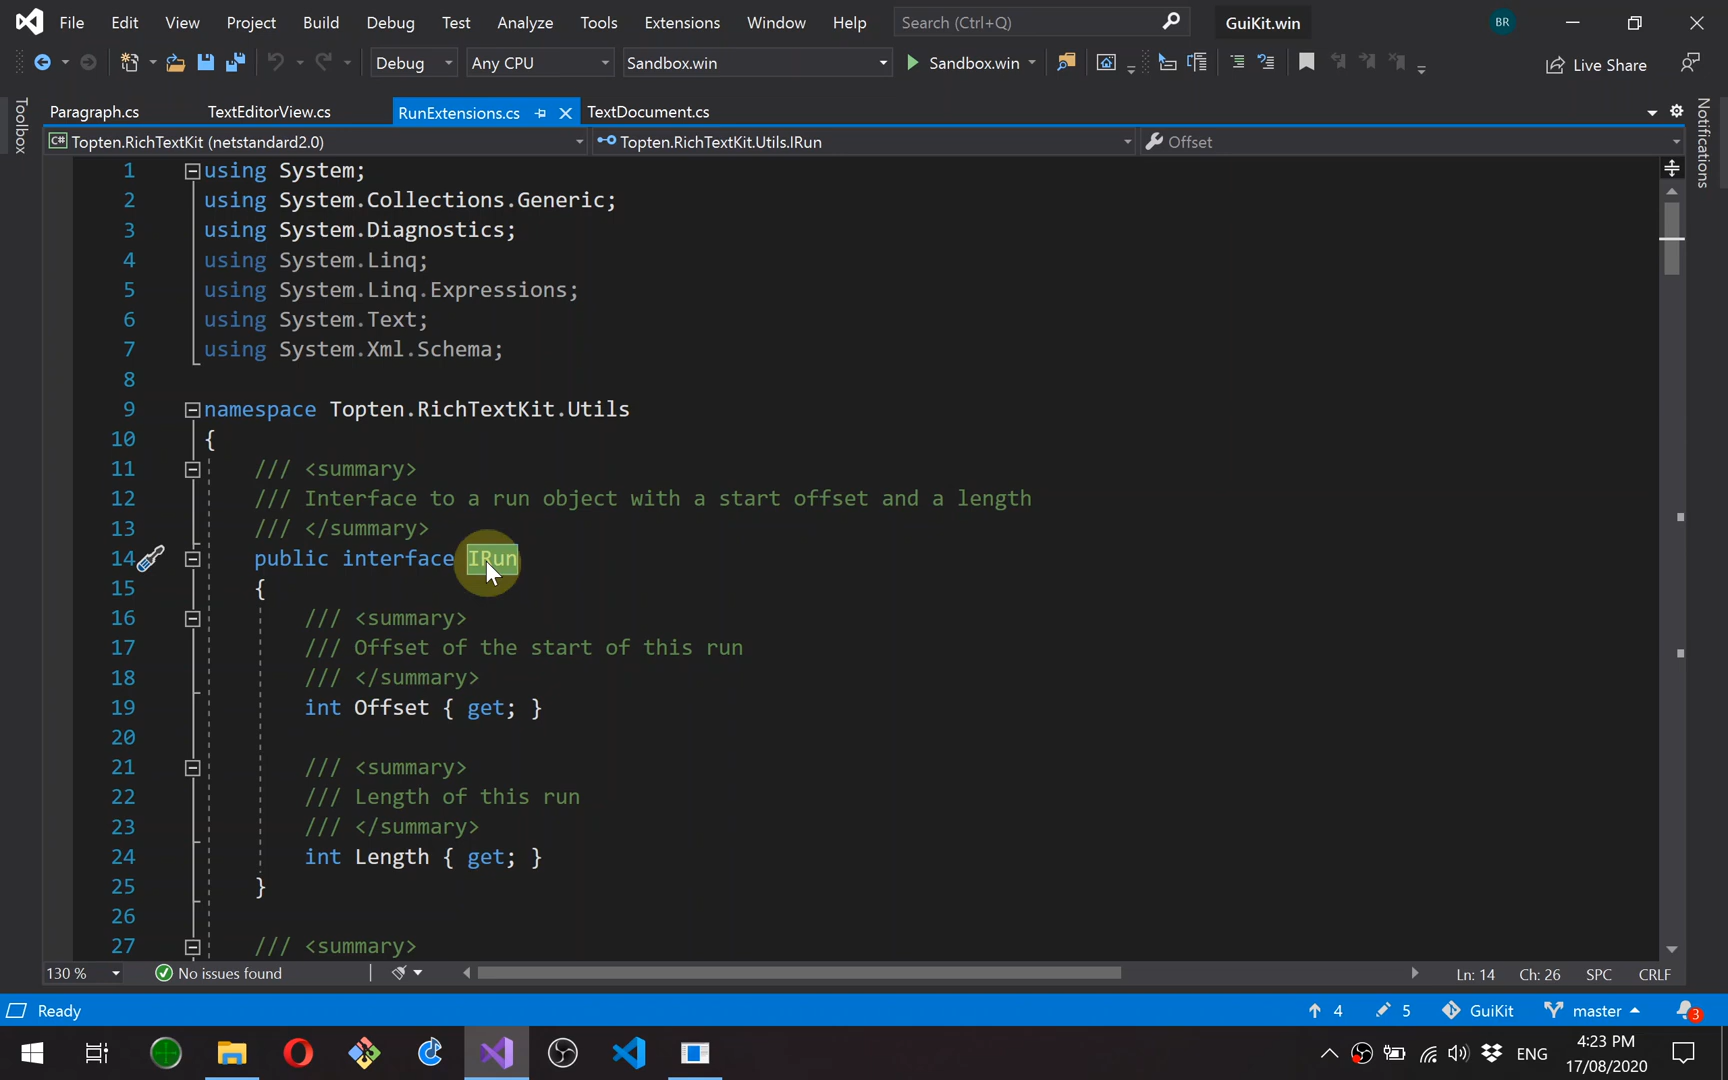 File Edit View Project Build Debug Test Analyze Tools Extensions Window Help Search (Ctrl+Q) GuiKit.win BR
Debug Any CPU Sandbox.win Sandbox.win Live Share
Toolbox
Paragraph.cs TextEditorView.cs RunExtensions.cs TextDocument.cs
Notifications
C# Topten.RichTextKit (netstandard2.0) Topten.RichTextKit.Utils.IRun Offset
1 using System;
2 using System.Collections.Generic;
3 using System.Diagnostics;
4 using System.Linq;
5 using System.Linq.Expressions;
6 using System.Text;
7 using System.Xml.Schema;
8
9 namespace Topten.RichTextKit.Utils
10 {
11 /// <summary>
12 /// Interface to a run object with a start offset and a length
13 /// </summary>
14 public interface IRun
15 {
16 /// <summary>
17 /// Offset of the start of this run
18 /// </summary>
19 int Offset { get; }
20
21 /// <summary>
22 /// Length of this run
23 /// </summary>
24 int Length { get; }
25 }
26
27 /// <summary>
130 % No issues found Ln: 14 Ch: 26 SPC CRLF
Ready 4 5 GuiKit master 3
ENG 4:23 PM
17/08/2020